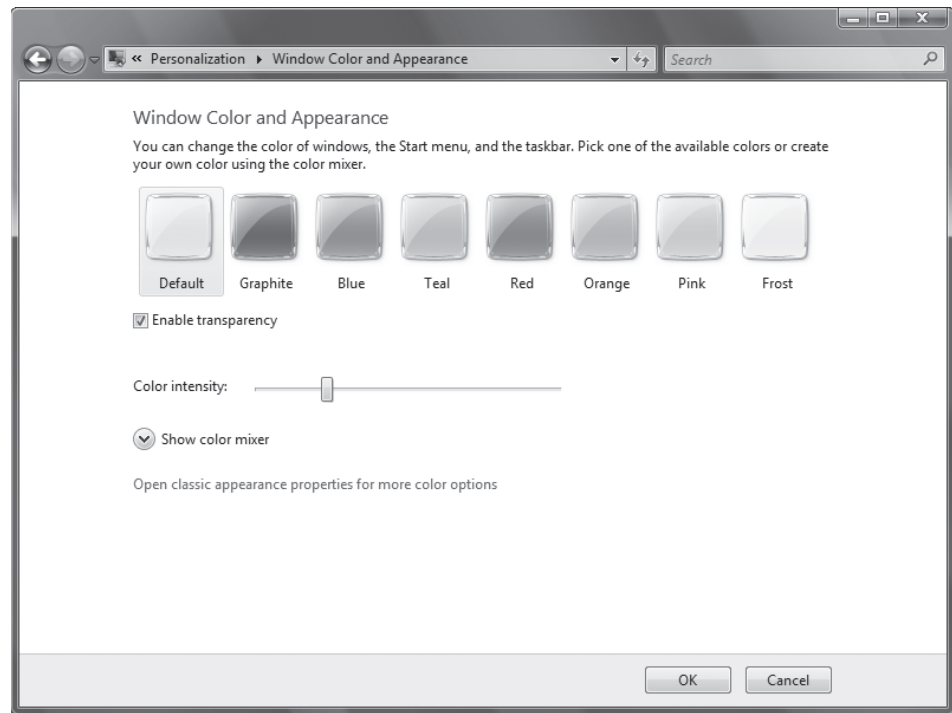 « Personalization ▸ Window Color and Appearance
Search
Window Color and Appearance
You can change the color of windows, the Start menu, and the taskbar. Pick one of the available colors or create
your own color using the color mixer.
Default Graphite Blue Teal Red Orange Pink Frost
Enable transparency
Color intensity:
Show color mixer
Open classic appearance properties for more color options
OK Cancel